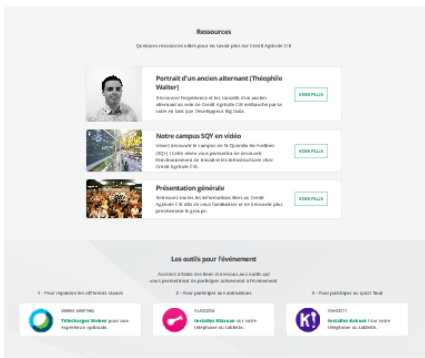 Ressources
Quelques ressources utiles pour en savoir plus sur Crédit Agricole CIB
Portrait d'un ancien alternant (Théophile
Walter)
Découvrez l'expérience et les conseils d'un ancien
alternant au sein de Crédit Agricole CIB embauché par la
suite en tant que Développeur Big Data.
VOIR PLUS
Notre campus SQY en vidéo
Venez découvrir le campus de St-Quentin-En-Yvelines
(SQY) ! Cette vidéo vous permettra de découvrir
l'environnement de travail et les infrastructures chez
Crédit Agricole CIB.
VOIR PLUS
Présentation générale
Retrouvez toutes les informations liées au Crédit
Agricole CIB afin de vous familiariser et de découvrir plus
précisément le groupe.
VOIR PLUS
Les outils pour l'événement
Accédez à l'aide des liens ci-dessous aux outils qui
vous permettront de participer activement à l'événement
1 - Pour rejoindre les différents salons
2 - Pour participer aux animations
3 - Pour participer au quizz final
WEBEX MEETINGS
Téléchargez Webex pour une
expérience optimale.
KLAXOON
Installez Klaxoon sur votre
téléphone ou tablette.
K!
KAHOOT!
Installez Kahoot ! sur votre
téléphone ou tablette.